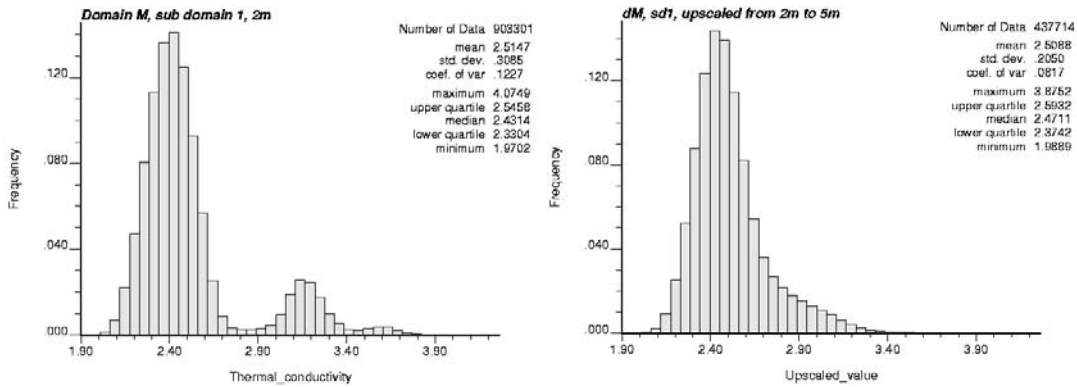 Domain M, sub domain 1, 2m
Number of Data 903301
mean 2.5147
std. dev. .3085
coef. of var .1227
maximum 4.0749
upper quartile 2.5458
median 2.4314
lower quartile 2.3304
minimum 1.9702
Frequency
.120
.080
.040
.000
1.90 2.40 2.90 3.40 3.90
Thermal_conductivity
dM, sd1, upscaled from 2m to 5m
Number of Data 437714
mean 2.5088
std. dev. .2050
coef. of var .0817
maximum 3.8752
upper quartile 2.5932
median 2.4711
lower quartile 2.3742
minimum 1.9889
Frequency
.120
.080
.040
.000
1.90 2.40 2.90 3.40 3.90
Upscaled_value